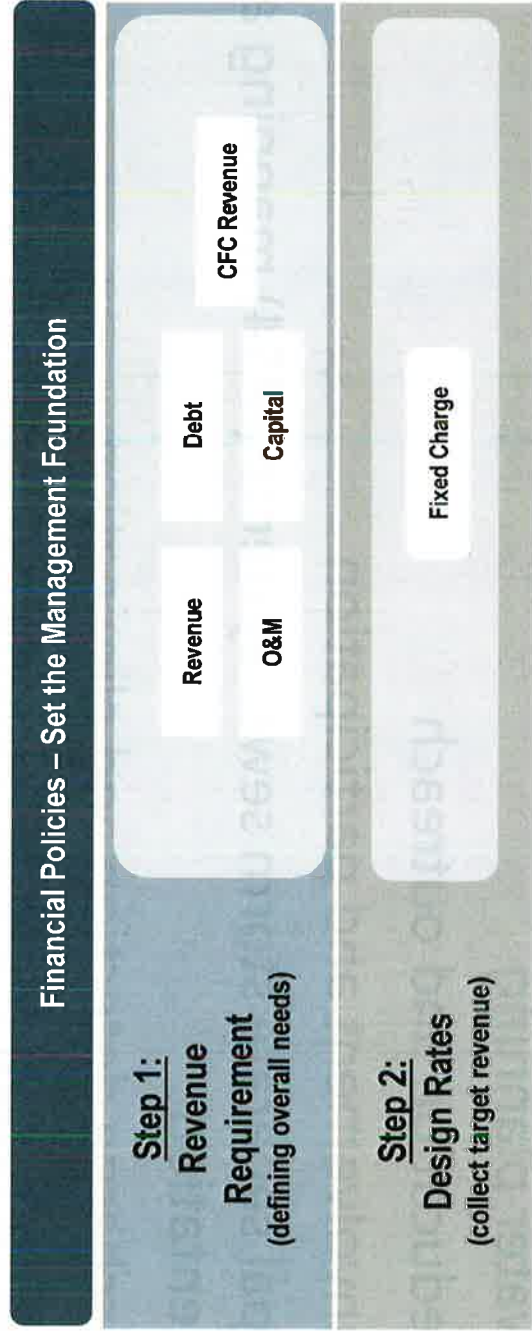 Financial Policies – Set the Management Foundation
Step 1:
Revenue
Requirement
(defining overall needs)
Revenue
Debt
O&M
Capital
CFC Revenue
Step 2:
Design Rates
(collect target revenue)
Fixed Charge